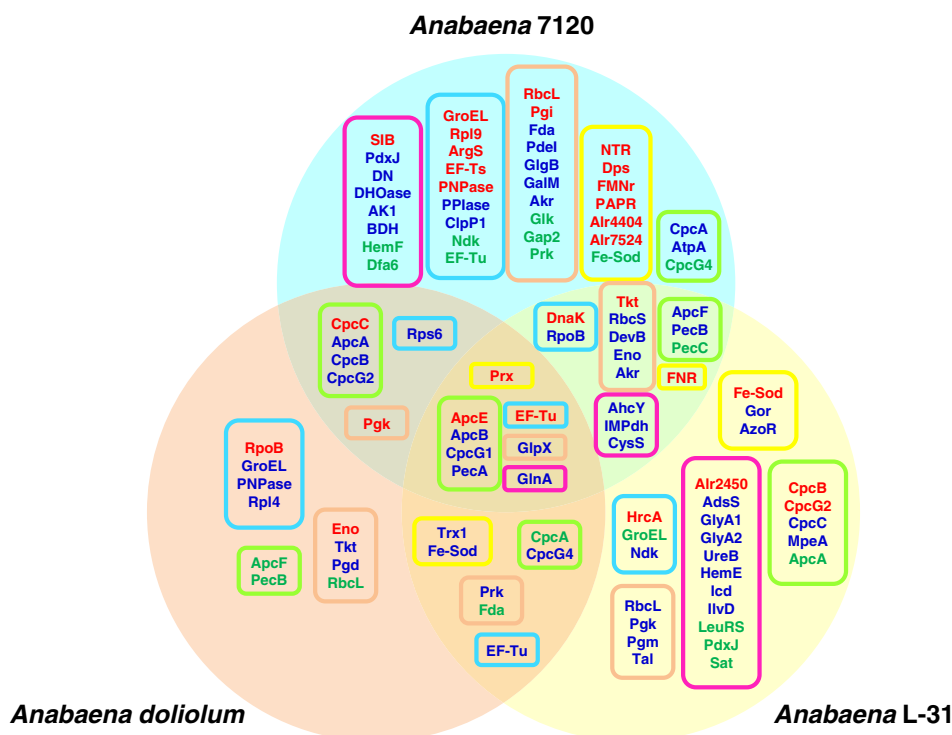 Anabaena 7120
SIB
PdxJ
DN
DHOase
AK1
BDH
HemF
Dfa6
GroEL
Rpl9
ArgS
EF-Ts
PNPase
PPIase
ClpP1
Ndk
EF-Tu
RbcL
Pgi
Fda
Pdel
GlgB
GalM
Akr
Glk
Gap2
Prk
NTR
Dps
FMNr
PAPR
Alr4404
Alr7524
Fe-Sod
CpcA
AtpA
CpcG4
CpcC
ApcA
CpcB
CpcG2
Rps6
Pgk
DnaK
RpoB
Tkt
RbcS
DevB
Eno
Akr
ApcF
PecB
PecC
FNR
AhcY
IMPdh
CysS
Prx
ApcE
ApcB
CpcG1
PecA
EF-Tu
GlpX
GlnA
Fe-Sod
Gor
AzoR
RpoB
GroEL
PNPase
Rpl4
Eno
Tkt
Pgd
RbcL
ApcF
PecB
Trx1
Fe-Sod
CpcA
CpcG4
Prk
Fda
EF-Tu
HrcA
GroEL
Ndk
RbcL
Pgk
Pgm
Tal
Alr2450
AdsS
GlyA1
GlyA2
UreB
HemE
Icd
IlvD
LeuRS
PdxJ
Sat
CpcB
CpcG2
CpcC
MpeA
ApcA
Anabaena doliolum
Anabaena L-31